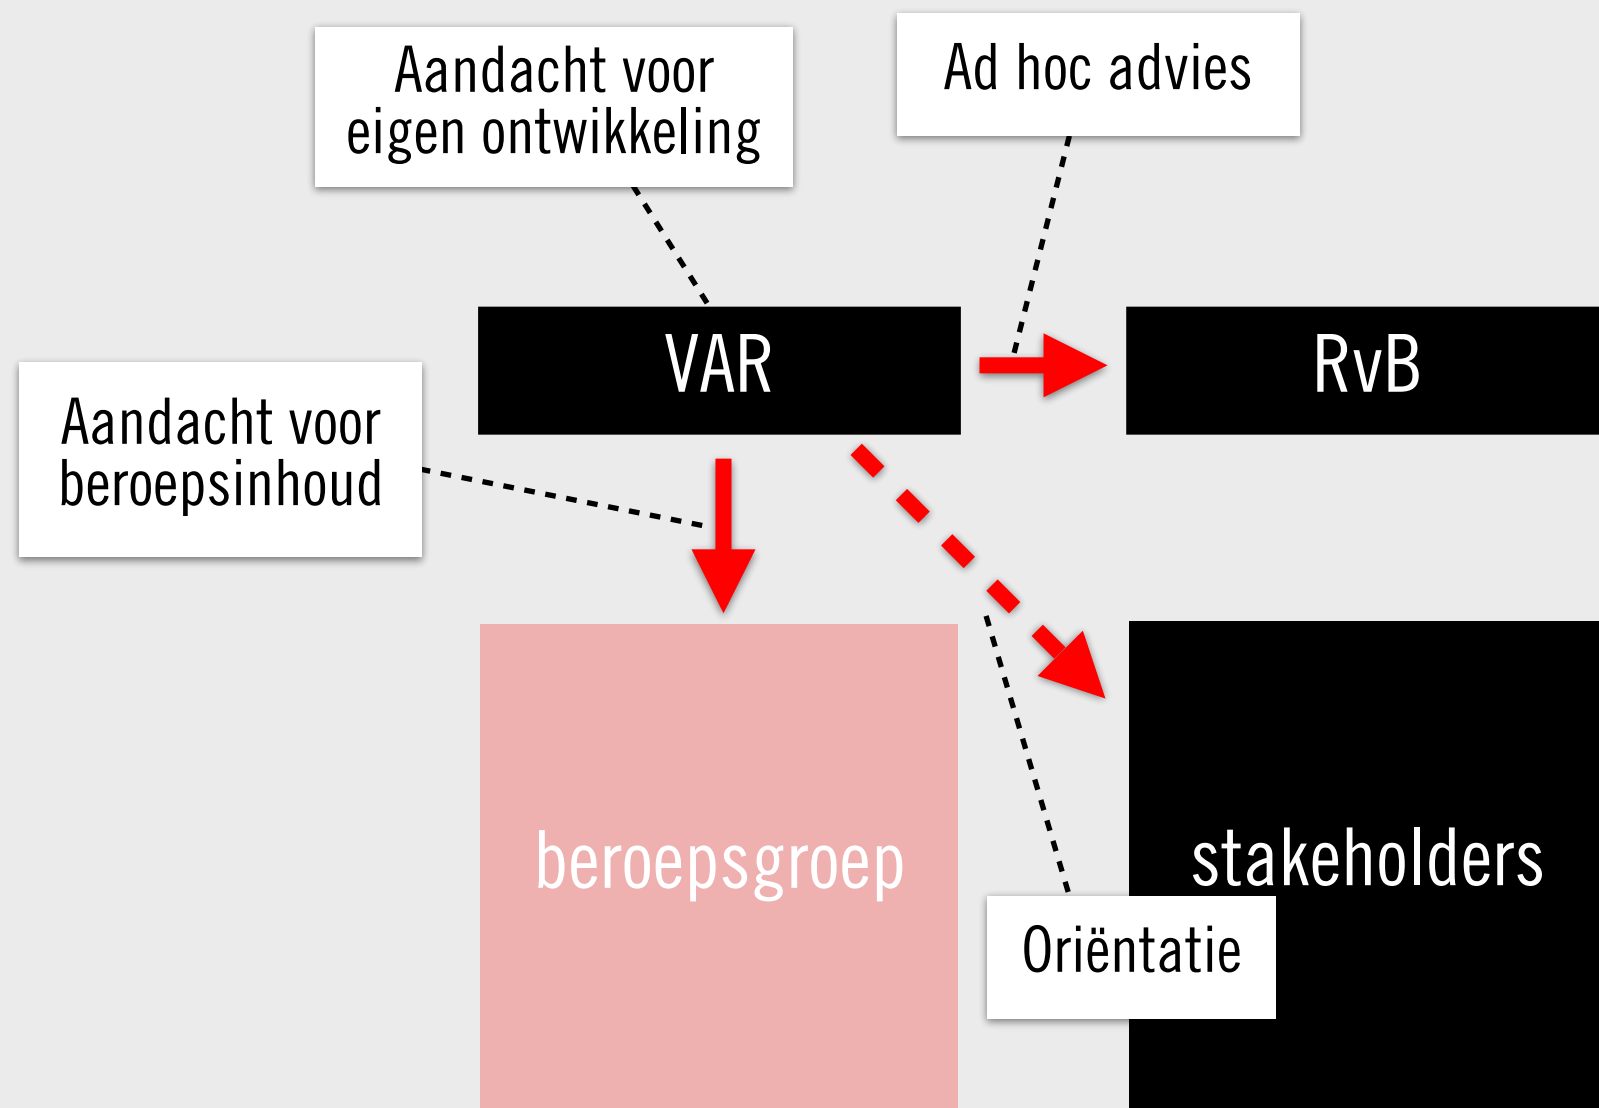 Aandacht voor
eigen ontwikkeling
Ad hoc advies
VAR
RvB
Aandacht voor
beroepsinhoud
beroepsgroep
stakeholders
Oriëntatie